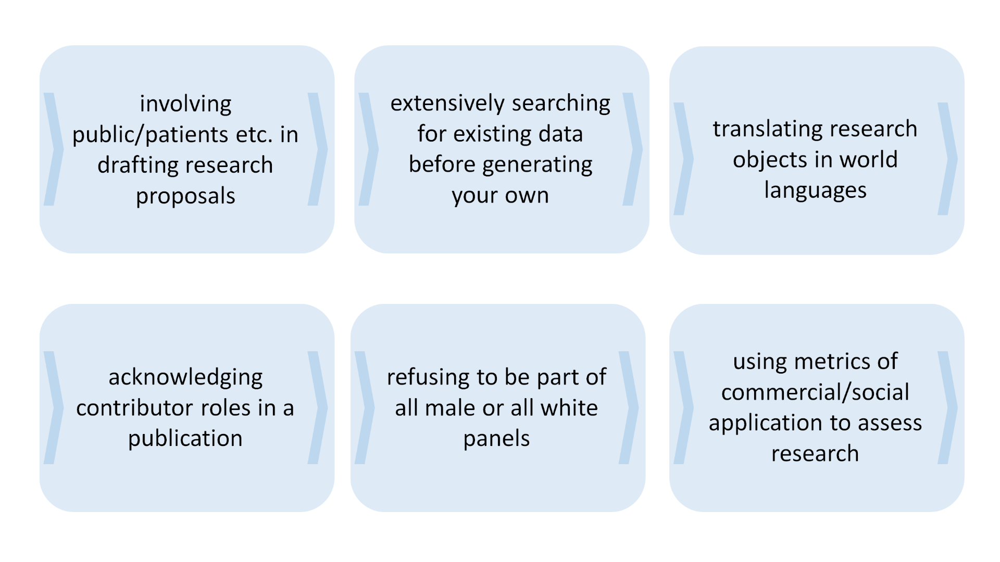 involving
public/patients etc. in
drafting research
proposals
extensively searching
for existing data
before generating
your own
translating research
objects in world
languages
acknowledging
contributor roles in a
publication
refusing to be part of
all male or all white
panels
using metrics of
commercial/social
application to assess
research